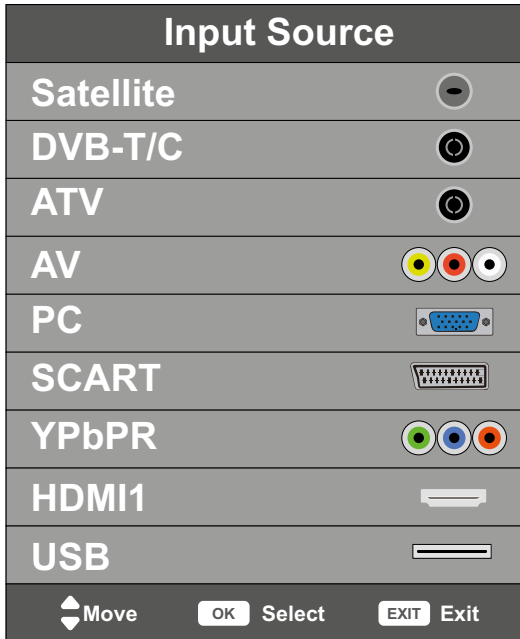 Input Source
Satellite
DVB-T/C
ATV
AV
PC
SCART
YPbPR
HDMI1
USB
Move OK Select EXIT Exit